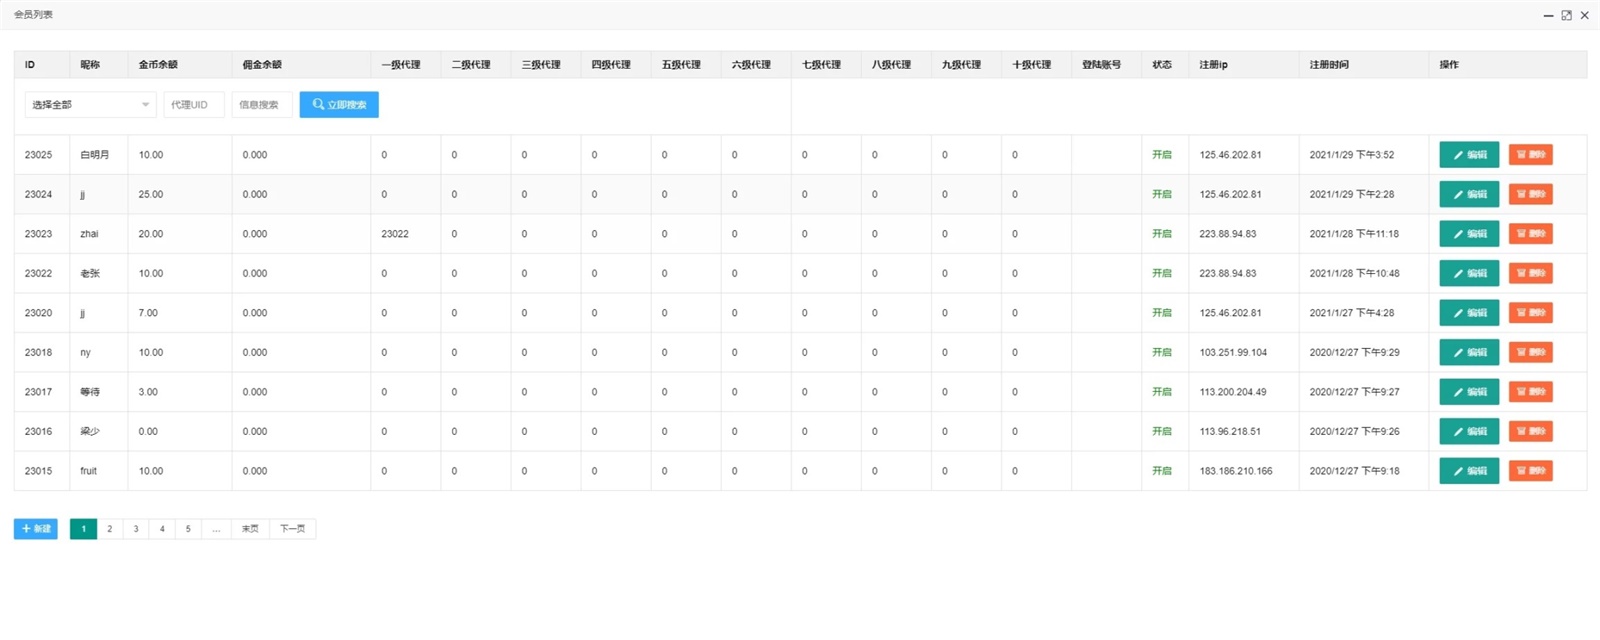 会员列表
ID 昵称 金币余额 佣金余额 一级代理 二级代理 三级代理 四级代理 五级代理 六级代理 七级代理 八级代理 九级代理 十级代理 登陆账号 状态 注册ip 注册时间 操作
选择全部 代理UID 信息搜索 立即搜索
23025 白明月 10.00 0.000 0 0 0 0 0 0 0 0 0 0 开启 125.46.202.81 2021/1/29 下午3:52 编辑 删除
23024 jj 25.00 0.000 0 0 0 0 0 0 0 0 0 0 开启 125.46.202.81 2021/1/29 下午2:28 编辑 删除
23023 zhai 20.00 0.000 23022 0 0 0 0 0 0 0 0 0 开启 223.88.94.83 2021/1/28 下午11:18 编辑 删除
23022 老张 10.00 0.000 0 0 0 0 0 0 0 0 0 0 开启 223.88.94.83 2021/1/28 下午10:48 编辑 删除
23020 jj 7.00 0.000 0 0 0 0 0 0 0 0 0 0 开启 125.46.202.81 2021/1/27 下午4:28 编辑 删除
23018 ny 10.00 0.000 0 0 0 0 0 0 0 0 0 0 开启 103.251.99.104 2020/12/27 下午9:29 编辑 删除
23017 等待 3.00 0.000 0 0 0 0 0 0 0 0 0 0 开启 113.200.204.49 2020/12/27 下午9:27 编辑 删除
23016 梁少 0.00 0.000 0 0 0 0 0 0 0 0 0 0 开启 113.96.218.51 2020/12/27 下午9:26 编辑 删除
23015 fruit 10.00 0.000 0 0 0 0 0 0 0 0 0 0 开启 183.186.210.166 2020/12/27 下午9:18 编辑 删除
新建 1 2 3 4 5 ... 末页 下一页